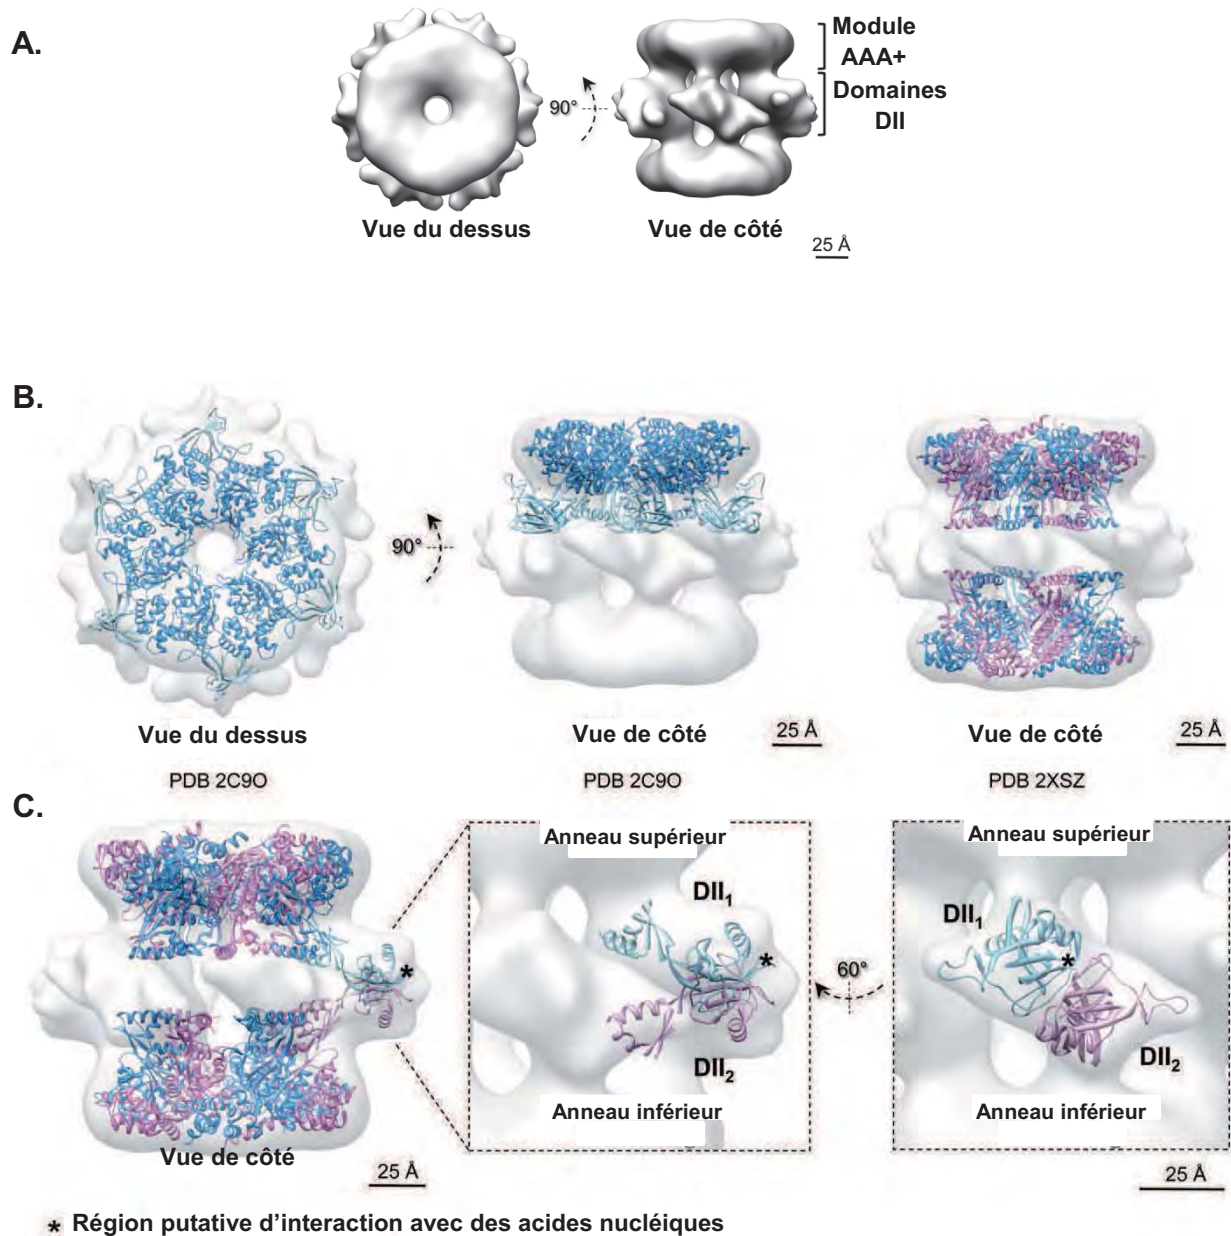 A.
Module
AAA+
Domaines
DII
90°
Vue du dessus
Vue de côté
25 Å
B.
90°
Vue du dessus
Vue de côté
25 Å
Vue de côté
25 Å
PDB 2C9O
PDB 2C9O
PDB 2XSZ
C.
*
Vue de côté
25 Å
Anneau supérieur
DII1
*
DII2
Anneau inférieur
60°
Anneau supérieur
DII1
*
DII2
Anneau inférieur
25 Å
* Région putative d'interaction avec des acides nucléiques